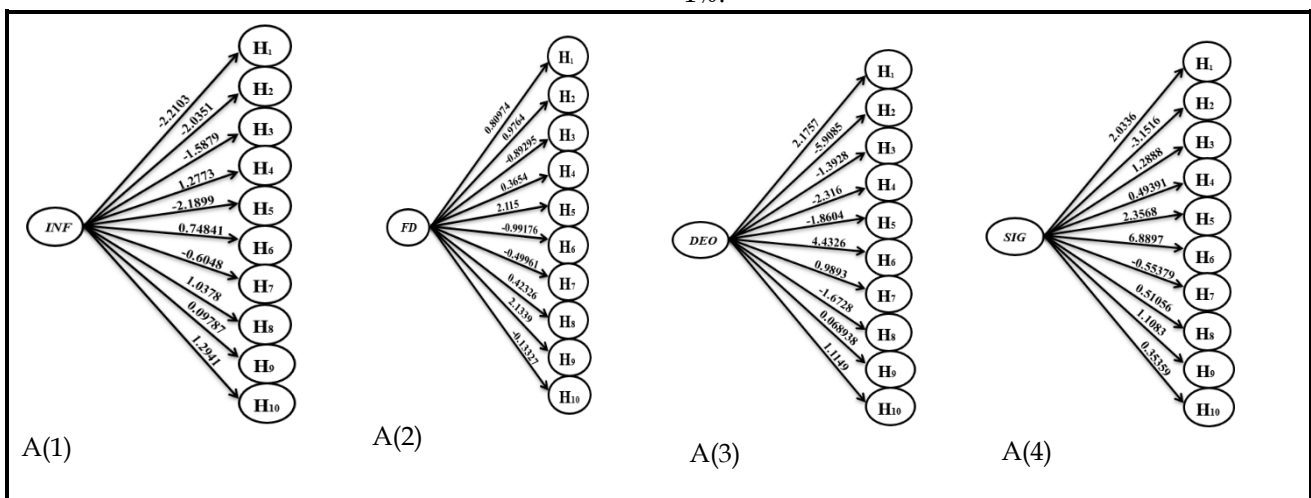 1%.
H₁
H₂
H₃
H₄
H₅
H₆
H₇
H₈
H₉
H₁₀
INF
-2.2103
-2.0351
-1.5879
1.2773
-2.1899
0.74841
-0.6048
1.0378
0.09787
1.2941
A(1)
H₁
H₂
H₃
H₄
H₅
H₆
H₇
H₈
H₉
H₁₀
FD
0.80974
0.9764
-0.89295
0.3654
2.115
-0.99176
-0.49961
0.42326
2.1339
-0.13327
A(2)
H₁
H₂
H₃
H₄
H₅
H₆
H₇
H₈
H₉
H₁₀
DEO
2.1757
-5.9085
-1.3928
-2.316
-1.8604
4.4326
0.9893
-1.6728
0.068938
1.1149
A(3)
H₁
H₂
H₃
H₄
H₅
H₆
H₇
H₈
H₉
H₁₀
SIG
2.0336
-3.1516
1.2888
0.49391
2.3568
6.8897
-0.55379
0.51056
1.1083
0.35359
A(4)